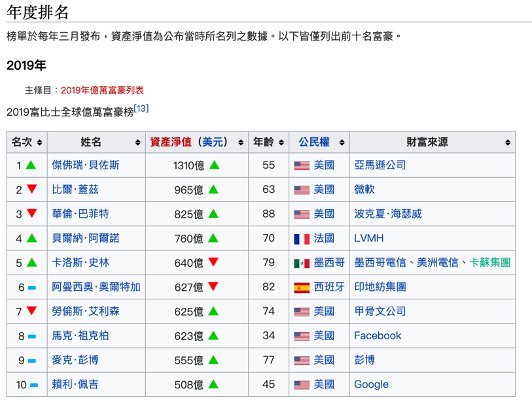 年度排名
榜單於每年三月發布，資產淨值為公布當時所名列之數據。以下皆僅列出前十名富豪。
2019年
主條目：2019年億萬富豪列表
2019富比士全球億萬富豪榜[13]
名次 姓名 資產淨值（美元） 年齡 公民權 財富來源
1 傑佛瑞·貝佐斯 1310億 55 美國 亞馬遜公司
2 比爾·蓋茲 965億 63 美國 微軟
3 華倫·巴菲特 825億 88 美國 波克夏·海瑟威
4 貝爾納·阿爾諾 760億 70 法國 LVMH
5 卡洛斯·史林 640億 79 墨西哥 墨西哥電信、美洲電信、卡蘇集團
6 阿曼西奧·奧爾特加 627億 82 西班牙 印地紡集團
7 勞倫斯·艾利森 625億 74 美國 甲骨文公司
8 馬克·祖克柏 623億 34 美國 Facebook
9 麥克·彭博 555億 77 美國 彭博
10 賴利·佩吉 508億 45 美國 Google